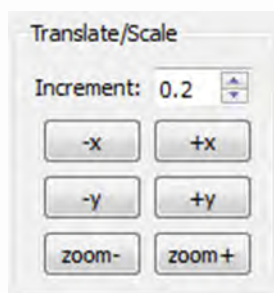 Translate/Scale
Increment: 0.2
-x +x
-y +y
zoom- zoom+